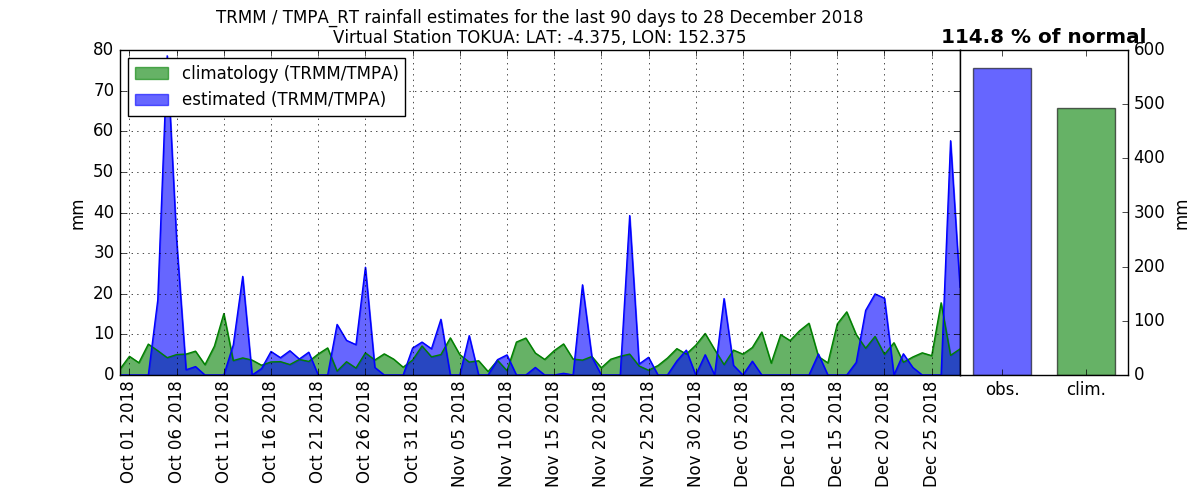 TRMM / TMPA_RT rainfall estimates for the last 90 days to 28 December 2018
Virtual Station TOKUA: LAT: -4.375, LON: 152.375
114.8 % of normal
climatology (TRMM/TMPA)
estimated (TRMM/TMPA)
80
70
60
50
40
30
20
10
0
mm
600
500
400
300
200
100
0
mm
Oct 01 2018
Oct 06 2018
Oct 11 2018
Oct 16 2018
Oct 21 2018
Oct 26 2018
Oct 31 2018
Nov 05 2018
Nov 10 2018
Nov 15 2018
Nov 20 2018
Nov 25 2018
Nov 30 2018
Dec 05 2018
Dec 10 2018
Dec 15 2018
Dec 20 2018
Dec 25 2018
obs.
clim.